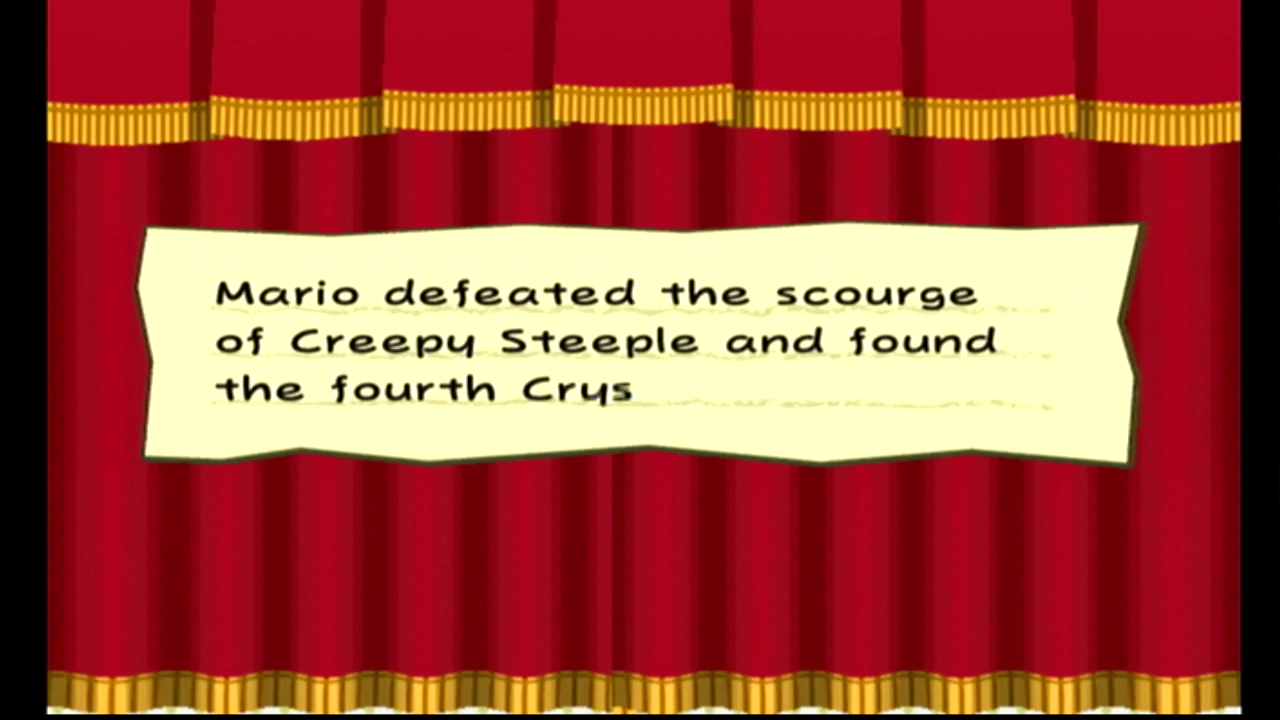 Mario defeated the scourge
of Creepy Steeple and found
the fourth Crys